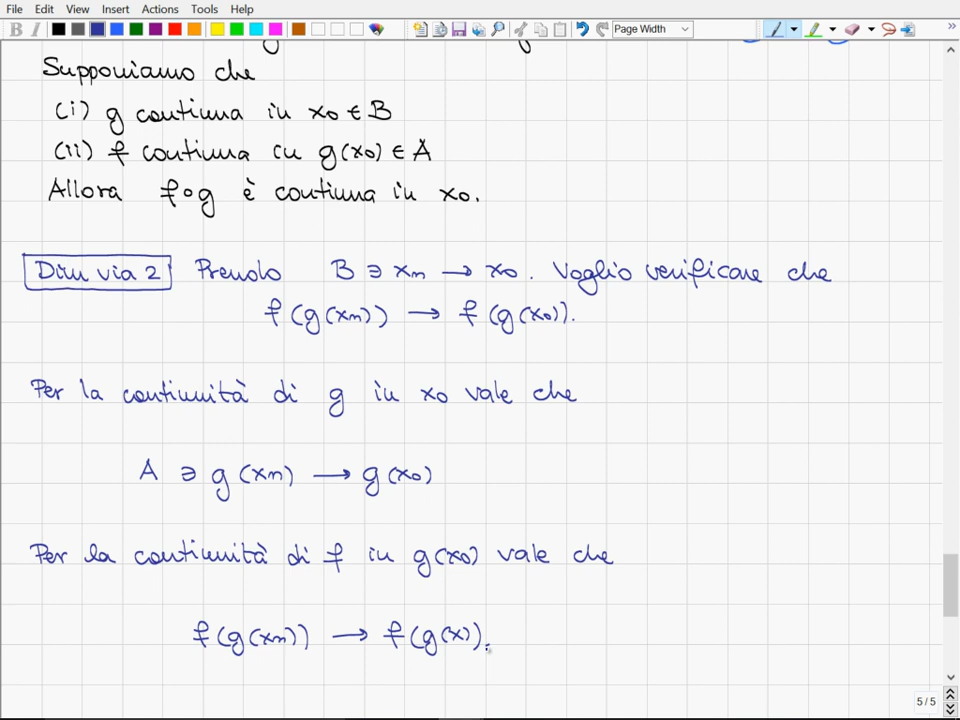 File Edit View Insert Actions Tools Help
B I Page Width
Supponiamo che
(i) g continua in x0 ∈ B
(ii) f continua in g(x0) ∈ A
Allora f∘g è continua in x0.
Dim via 2 Prendo B ∋ xn → x0. Voglio verificare che
f(g(xn)) → f(g(x0)).
Per la continuità di g in x0 vale che
A ∋ g(xn) → g(x0)
Per la continuità di f in g(x0) vale che
f(g(xn)) → f(g(x)).
5 / 5